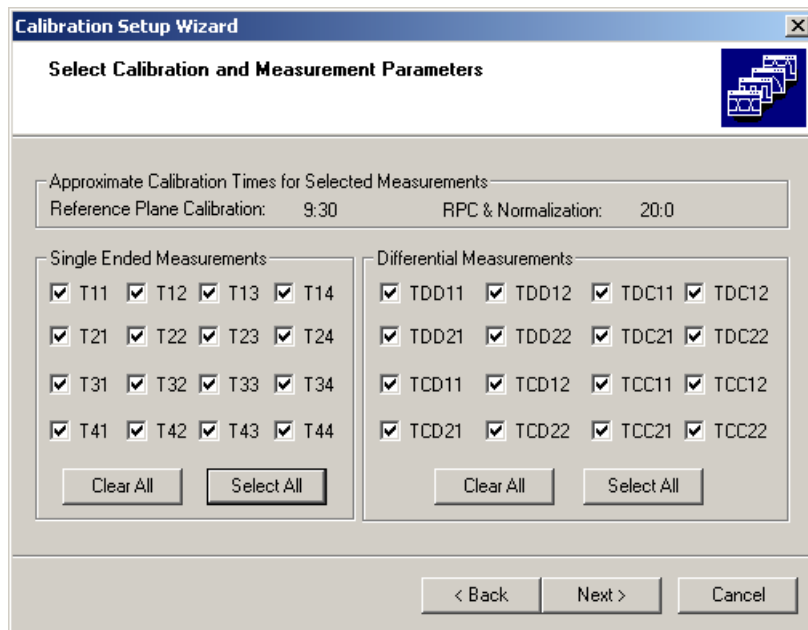 Calibration Setup Wizard
Select Calibration and Measurement Parameters
Approximate Calibration Times for Selected Measurements
Reference Plane Calibration: 9:30 RPC & Normalization: 20:0
Single Ended Measurements
T11 T12 T13 T14
T21 T22 T23 T24
T31 T32 T33 T34
T41 T42 T43 T44
Clear All Select All
Differential Measurements
TDD11 TDD12 TDC11 TDC12
TDD21 TDD22 TDC21 TDC22
TCD11 TCD12 TCC11 TCC12
TCD21 TCD22 TCC21 TCC22
Clear All Select All
< Back Next > Cancel